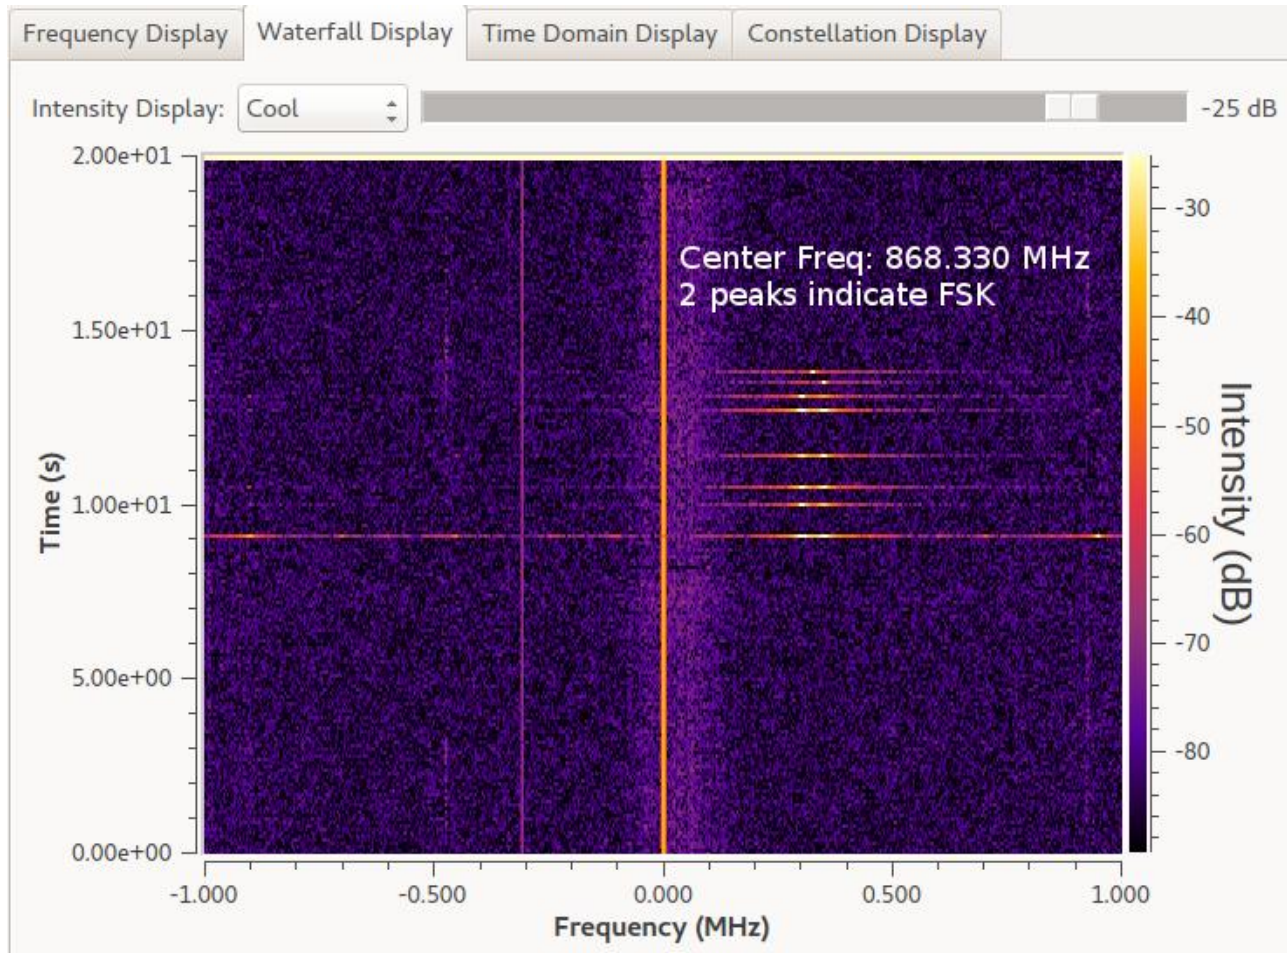 Frequency Display Waterfall Display Time Domain Display Constellation Display
Intensity Display: Cool -25 dB
2.00e+01
1.50e+01
1.00e+01
5.00e+00
0.00e+00
Time (s)
Center Freq: 868.330 MHz
2 peaks indicate FSK
-30
-40
-50
-60
-70
-80
Intensity (dB)
-1.000 -0.500 0.000 0.500 1.000
Frequency (MHz)